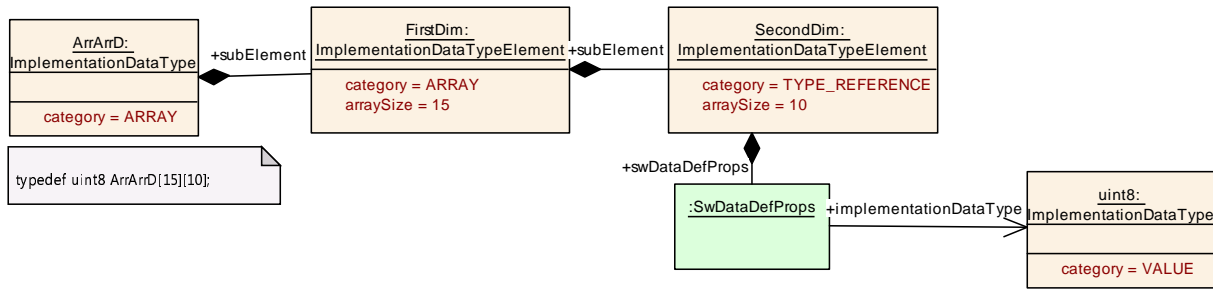 ArrArrD:
ImplementationDataType
category = ARRAY
+subElement
FirstDim:
ImplementationDataTypeElement
category = ARRAY
arraySize = 15
+subElement
SecondDim:
ImplementationDataTypeElement
category = TYPE_REFERENCE
arraySize = 10
typedef uint8 ArrArrD[15][10];
+swDataDefProps
:SwDataDefProps
+implementationDataType
uint8:
ImplementationDataType
category = VALUE